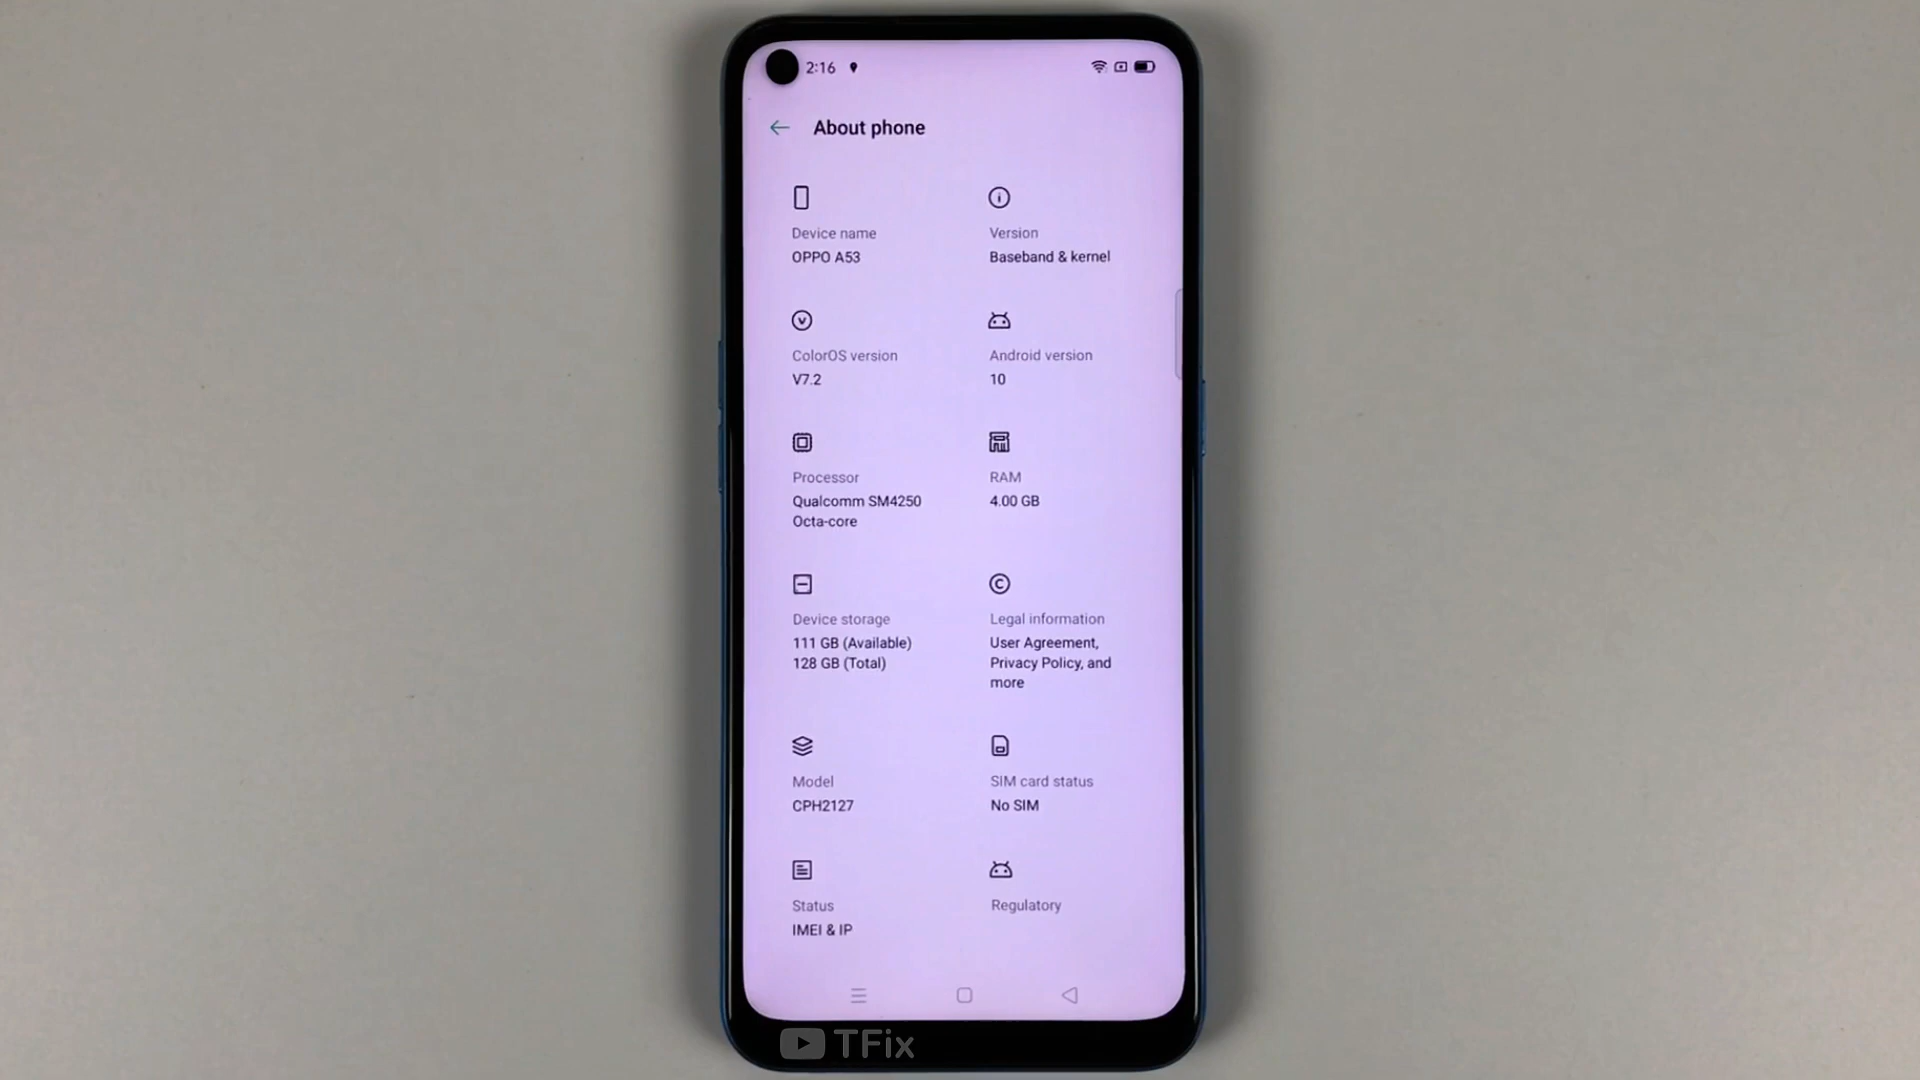 2:16
About phone
Device name
OPPO A53
Version
Baseband & kernel
ColorOS version
V7.2
Android version
10
Processor
Qualcomm SM4250
Octa-core
RAM
4.00 GB
Device storage
111 GB (Available)
128 GB (Total)
Legal information
User Agreement,
Privacy Policy, and
more
Model
CPH2127
SIM card status
No SIM
Status
IMEI & IP
Regulatory
TFix